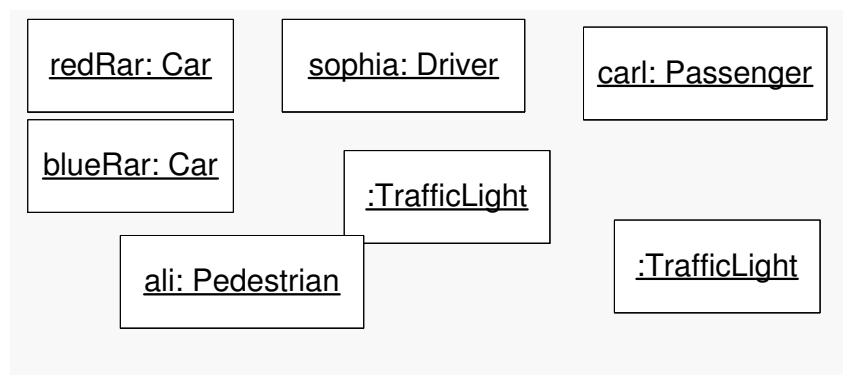 redRar: Car
sophia: Driver
carl: Passenger
blueRar: Car
:TrafficLight
ali: Pedestrian
:TrafficLight